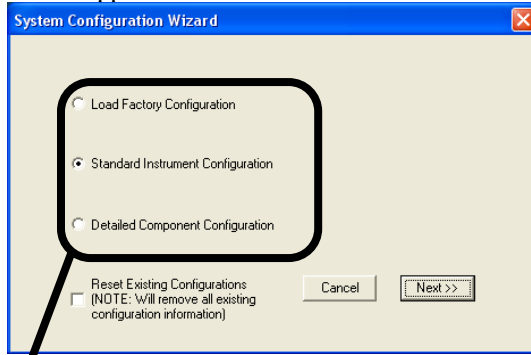 System Configuration Wizard
Load Factory Configuration
Standard Instrument Configuration
Detailed Component Configuration
Reset Existing Configurations
(NOTE: Will remove all existing
configuration information)
Cancel
Next >>